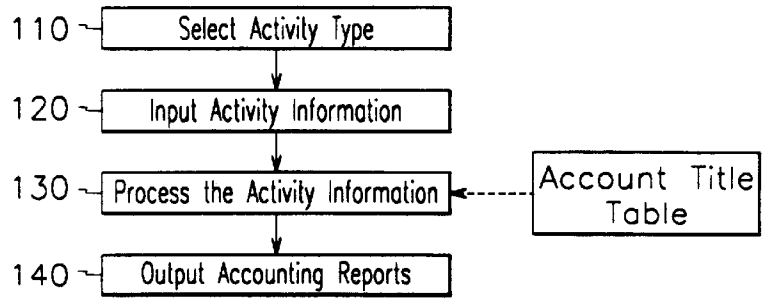 110 Select Activity Type
120 Input Activity Information
130 Process the Activity Information
Account Title
Table
140 Output Accounting Reports